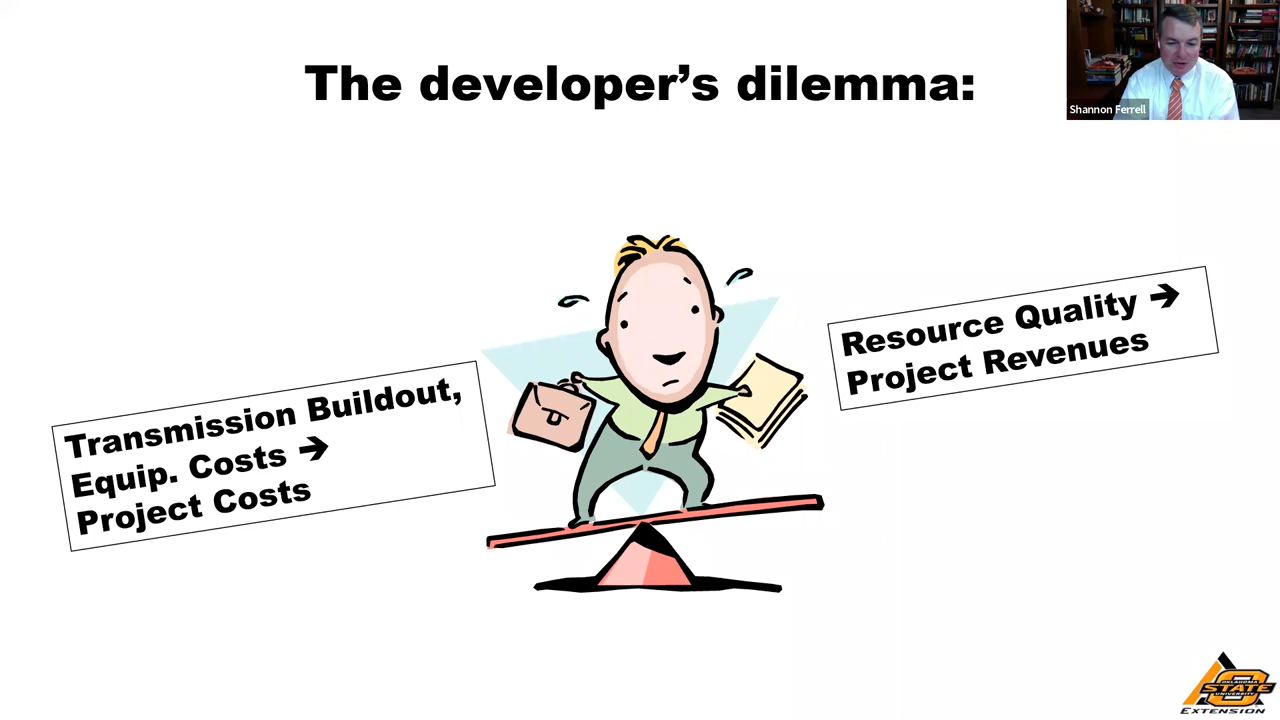 The developer’s dilemma:
Shannon Ferrell
Resource Quality ➔
Project Revenues
Transmission Buildout,
Equip. Costs ➔
Project Costs
OKLAHOMA
STATE
UNIVERSITY
EXTENSION